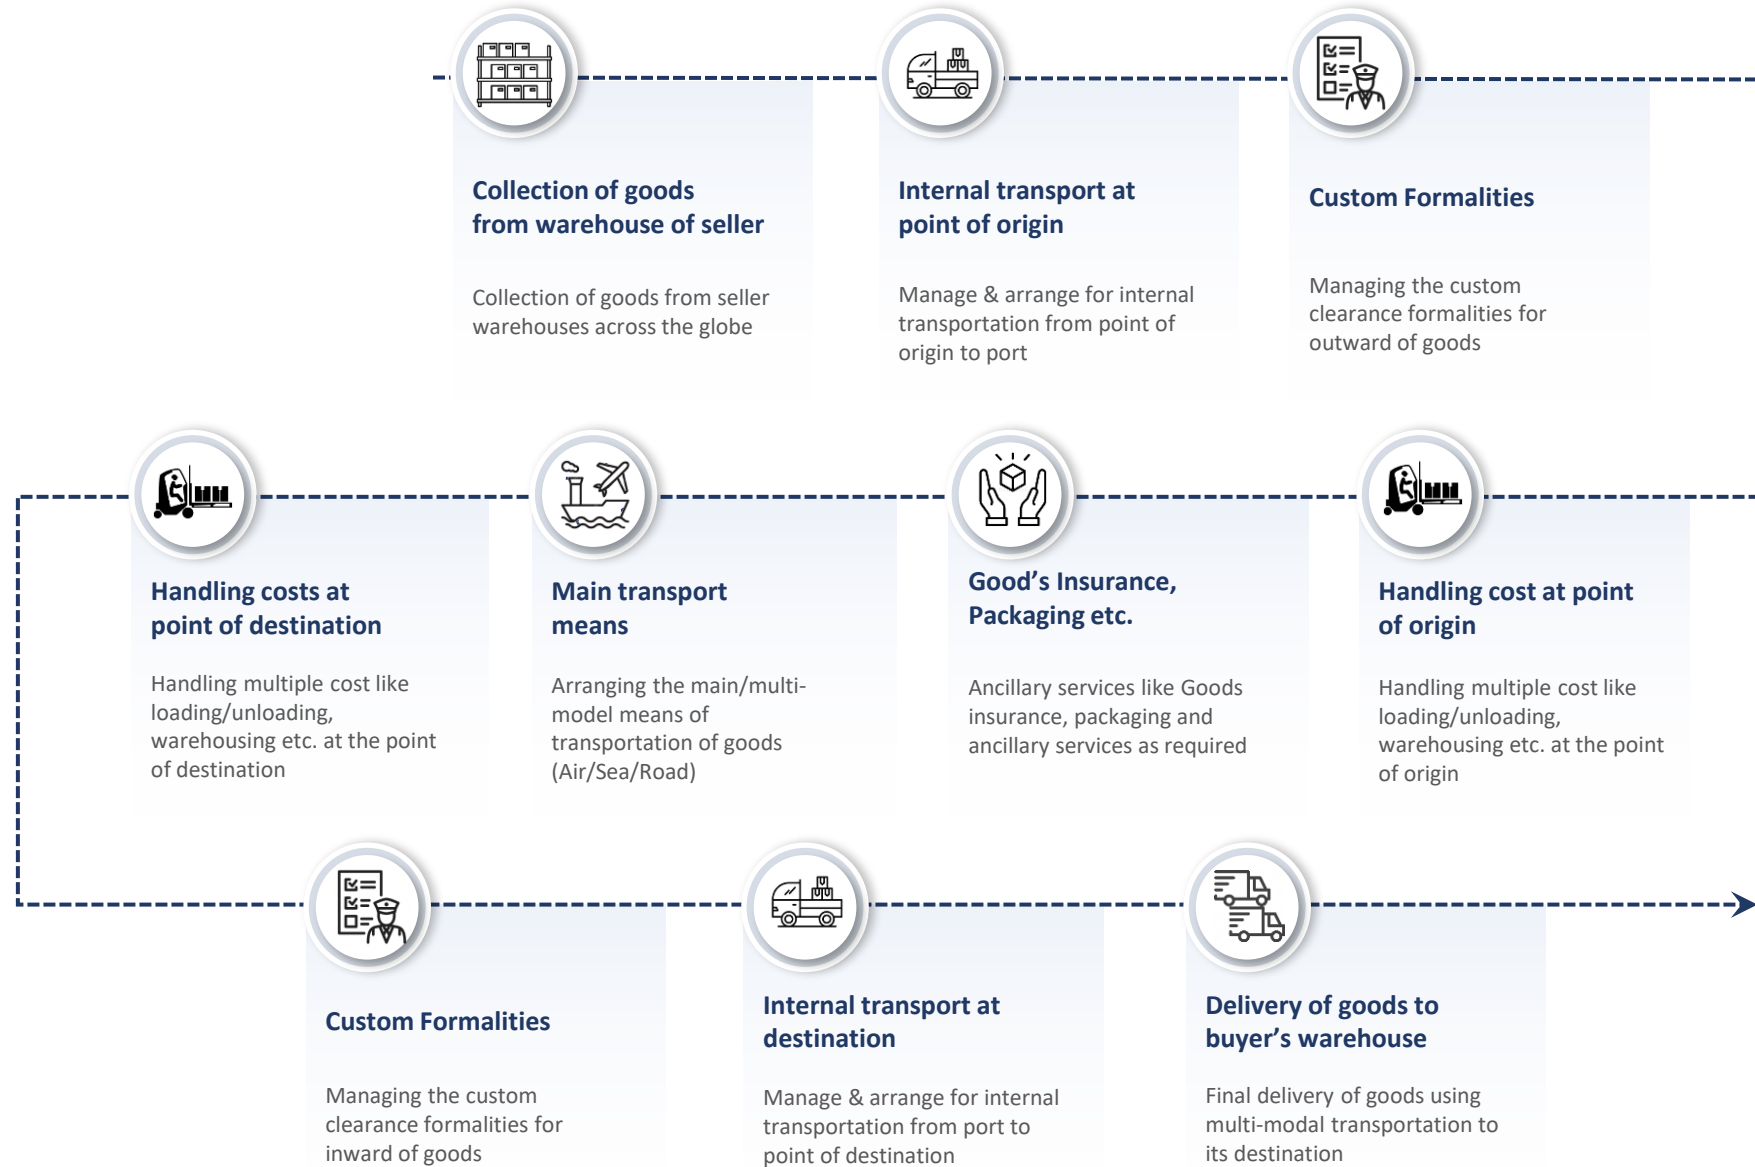 Collection of goods
from warehouse of seller
Collection of goods from seller
warehouses across the globe
Internal transport at
point of origin
Manage & arrange for internal
transportation from point of
origin to port
Custom Formalities
Managing the custom
clearance formalities for
outward of goods
Handling costs at
point of destination
Handling multiple cost like
loading/unloading,
warehousing etc. at the point
of destination
Main transport
means
Arranging the main/multi-
model means of
transportation of goods
(Air/Sea/Road)
Good’s Insurance,
Packaging etc.
Ancillary services like Goods
insurance, packaging and
ancillary services as required
Handling cost at point
of origin
Handling multiple cost like
loading/unloading,
warehousing etc. at the point
of origin
Custom Formalities
Managing the custom
clearance formalities for
inward of goods
Internal transport at
destination
Manage & arrange for internal
transportation from port to
point of destination
Delivery of goods to
buyer’s warehouse
Final delivery of goods using
multi-modal transportation to
its destination